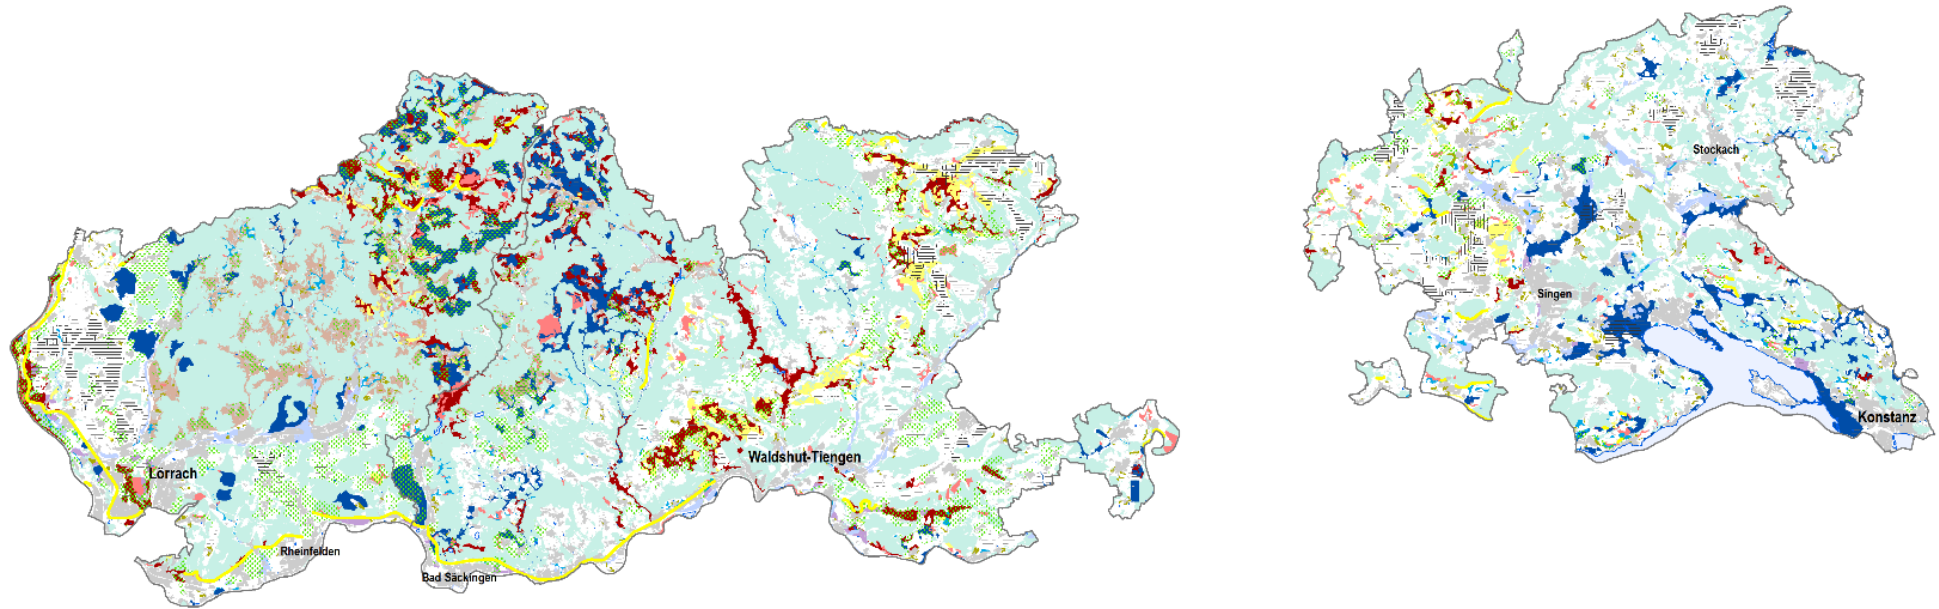 Stockach
Singen
Konstanz
Lörrach
Waldshut-Tiengen
Rheinfelden
Bad Säckingen